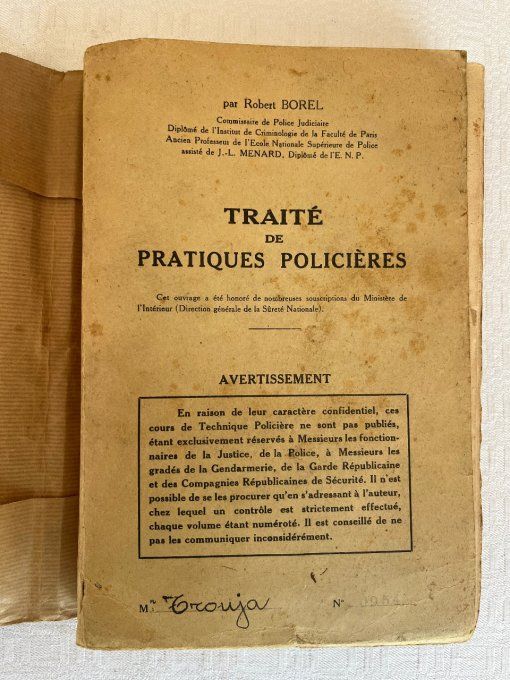 par Robert BOREL
Commissaire de Police Judiciaire
Diplômé de l'Institut de Criminologie de la Faculté de Paris
Ancien Professeur de l'Ecole Nationale Supérieure de Police
assisté de J.-L. MENARD, Diplômé de l'E. N. P.
TRAITÉ
DE
PRATIQUES POLICIÈRES
Cet ouvrage a été honoré de nombreuses souscriptions du Ministère de
l'Intérieur (Direction générale de la Sûreté Nationale).
AVERTISSEMENT
En raison de leur caractère confidentiel, ces
cours de Technique Policière ne sont pas publiés,
étant exclusivement réservés à Messieurs les fonction-
naires de la Justice, de la Police, à Messieurs les
gradés de la Gendarmerie, de la Garde Républicaine
et des Compagnies Républicaines de Sécurité. Il n'est
possible de se les procurer qu'en s'adressant à l'auteur,
chez lequel un contrôle est strictement effectué,
chaque volume étant numéroté. Il est conseillé de ne
pas les communiquer inconsidérément.
Mr Trouja N°